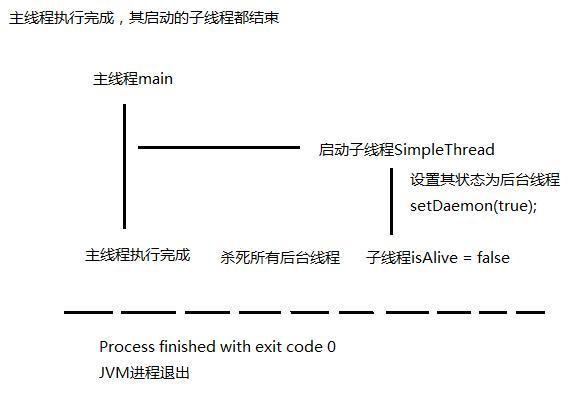 主线程执行完成，其启动的子线程都结束
主线程main
启动子线程SimpleThread
设置其状态为后台线程
setDaemon(true);
主线程执行完成 杀死所有后台线程 子线程isAlive = false
Process finished with exit code 0
JVM进程退出